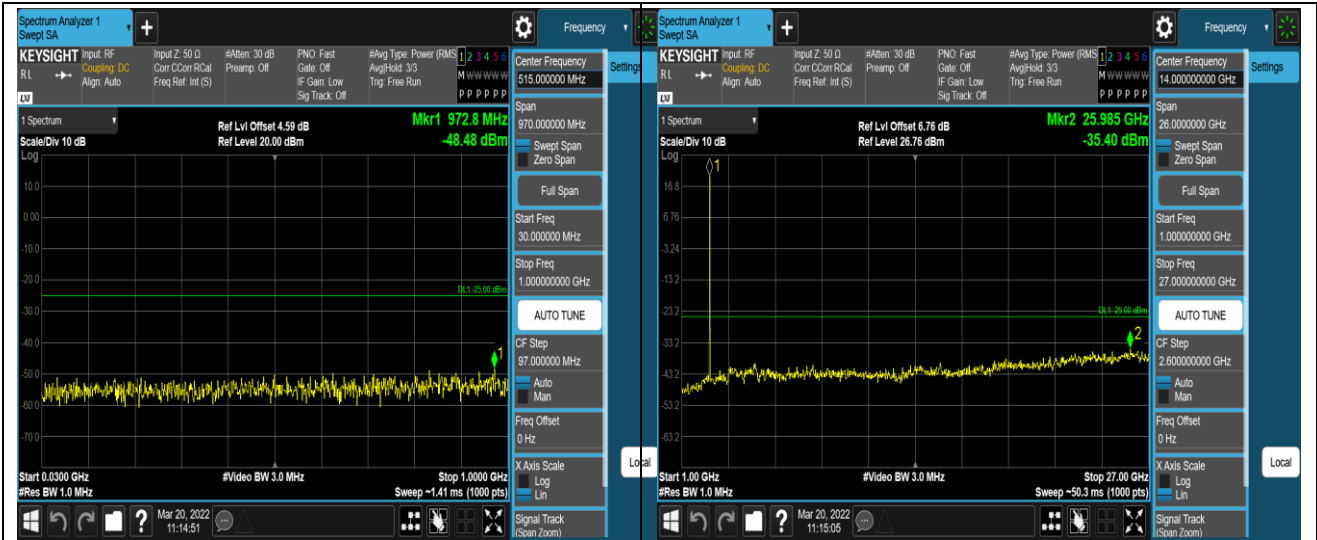 Spectrum Analyzer 1
Swept SA
+
Frequency
KEYSIGHT
RL
LXI
Input: RF
Coupling: DC
Align: Auto
Input Z: 50 Ω
Corr CCorr RCal
Freq Ref: Int (S)
#Atten: 30 dB
Preamp: Off
PNO: Fast
Gate: Off
IF Gain: Low
Sig Track: Off
#Avg Type: Power (RMS
Avg|Hold: 3/3
Trig: Free Run
1 2 3 4 5 6
M W W W W W
P P P P P P
Center Frequency
515.000000 MHz
Settings
1 Spectrum
Scale/Div 10 dB
Log
Ref Lvl Offset 4.59 dB
Ref Level 20.00 dBm
Mkr1 972.8 MHz
-48.48 dBm
Span
970.000000 MHz
Swept Span
Zero Span
Full Span
Start Freq
30.000000 MHz
Stop Freq
1.000000000 GHz
AUTO TUNE
CF Step
97.000000 MHz
Auto
Man
Freq Offset
0 Hz
X Axis Scale
Log
Lin
Signal Track
(Span Zoom)
Local
10.0
0.00
-10.0
-20.0
DL1 -25.00 dBm
-30.0
-40.0
1
-50.0
-60.0
-70.0
Start 0.0300 GHz
#Video BW 3.0 MHz
Stop 1.0000 GHz
#Res BW 1.0 MHz
Sweep ~1.41 ms (1000 pts)
?
Mar 20, 2022
11:14:51
Spectrum Analyzer 1
Swept SA
+
Frequency
KEYSIGHT
RL
LXI
Input: RF
Coupling: DC
Align: Auto
Input Z: 50 Ω
Corr CCorr RCal
Freq Ref: Int (S)
#Atten: 30 dB
Preamp: Off
PNO: Fast
Gate: Off
IF Gain: Low
Sig Track: Off
#Avg Type: Power (RMS
Avg|Hold: 3/3
Trig: Free Run
1 2 3 4 5 6
M W W W W W
P P P P P P
Center Frequency
14.000000000 GHz
Settings
1 Spectrum
Scale/Div 10 dB
Log
Ref Lvl Offset 6.76 dB
Ref Level 26.76 dBm
Mkr2 25.985 GHz
-35.40 dBm
Span
26.0000000 GHz
Swept Span
Zero Span
Full Span
Start Freq
1.000000000 GHz
Stop Freq
27.000000000 GHz
AUTO TUNE
CF Step
2.600000000 GHz
Auto
Man
Freq Offset
0 Hz
X Axis Scale
Log
Lin
Signal Track
(Span Zoom)
Local
1
16.8
6.76
-3.24
-13.2
-23.2
DL1 -25.00 dBm
2
-33.2
-43.2
-53.2
-63.2
Start 1.00 GHz
#Video BW 3.0 MHz
Stop 27.00 GHz
#Res BW 1.0 MHz
Sweep ~50.3 ms (1000 pts)
?
Mar 20, 2022
11:15:05